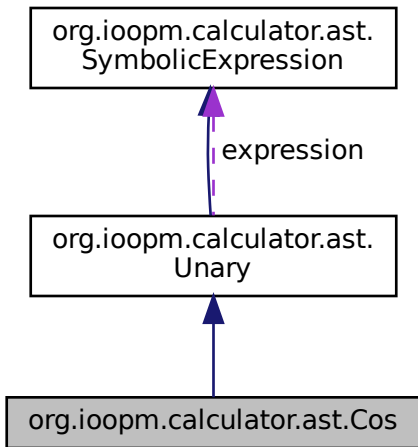 org.ioopm.calculator.ast.
SymbolicExpression
expression
org.ioopm.calculator.ast.
Unary
org.ioopm.calculator.ast.Cos